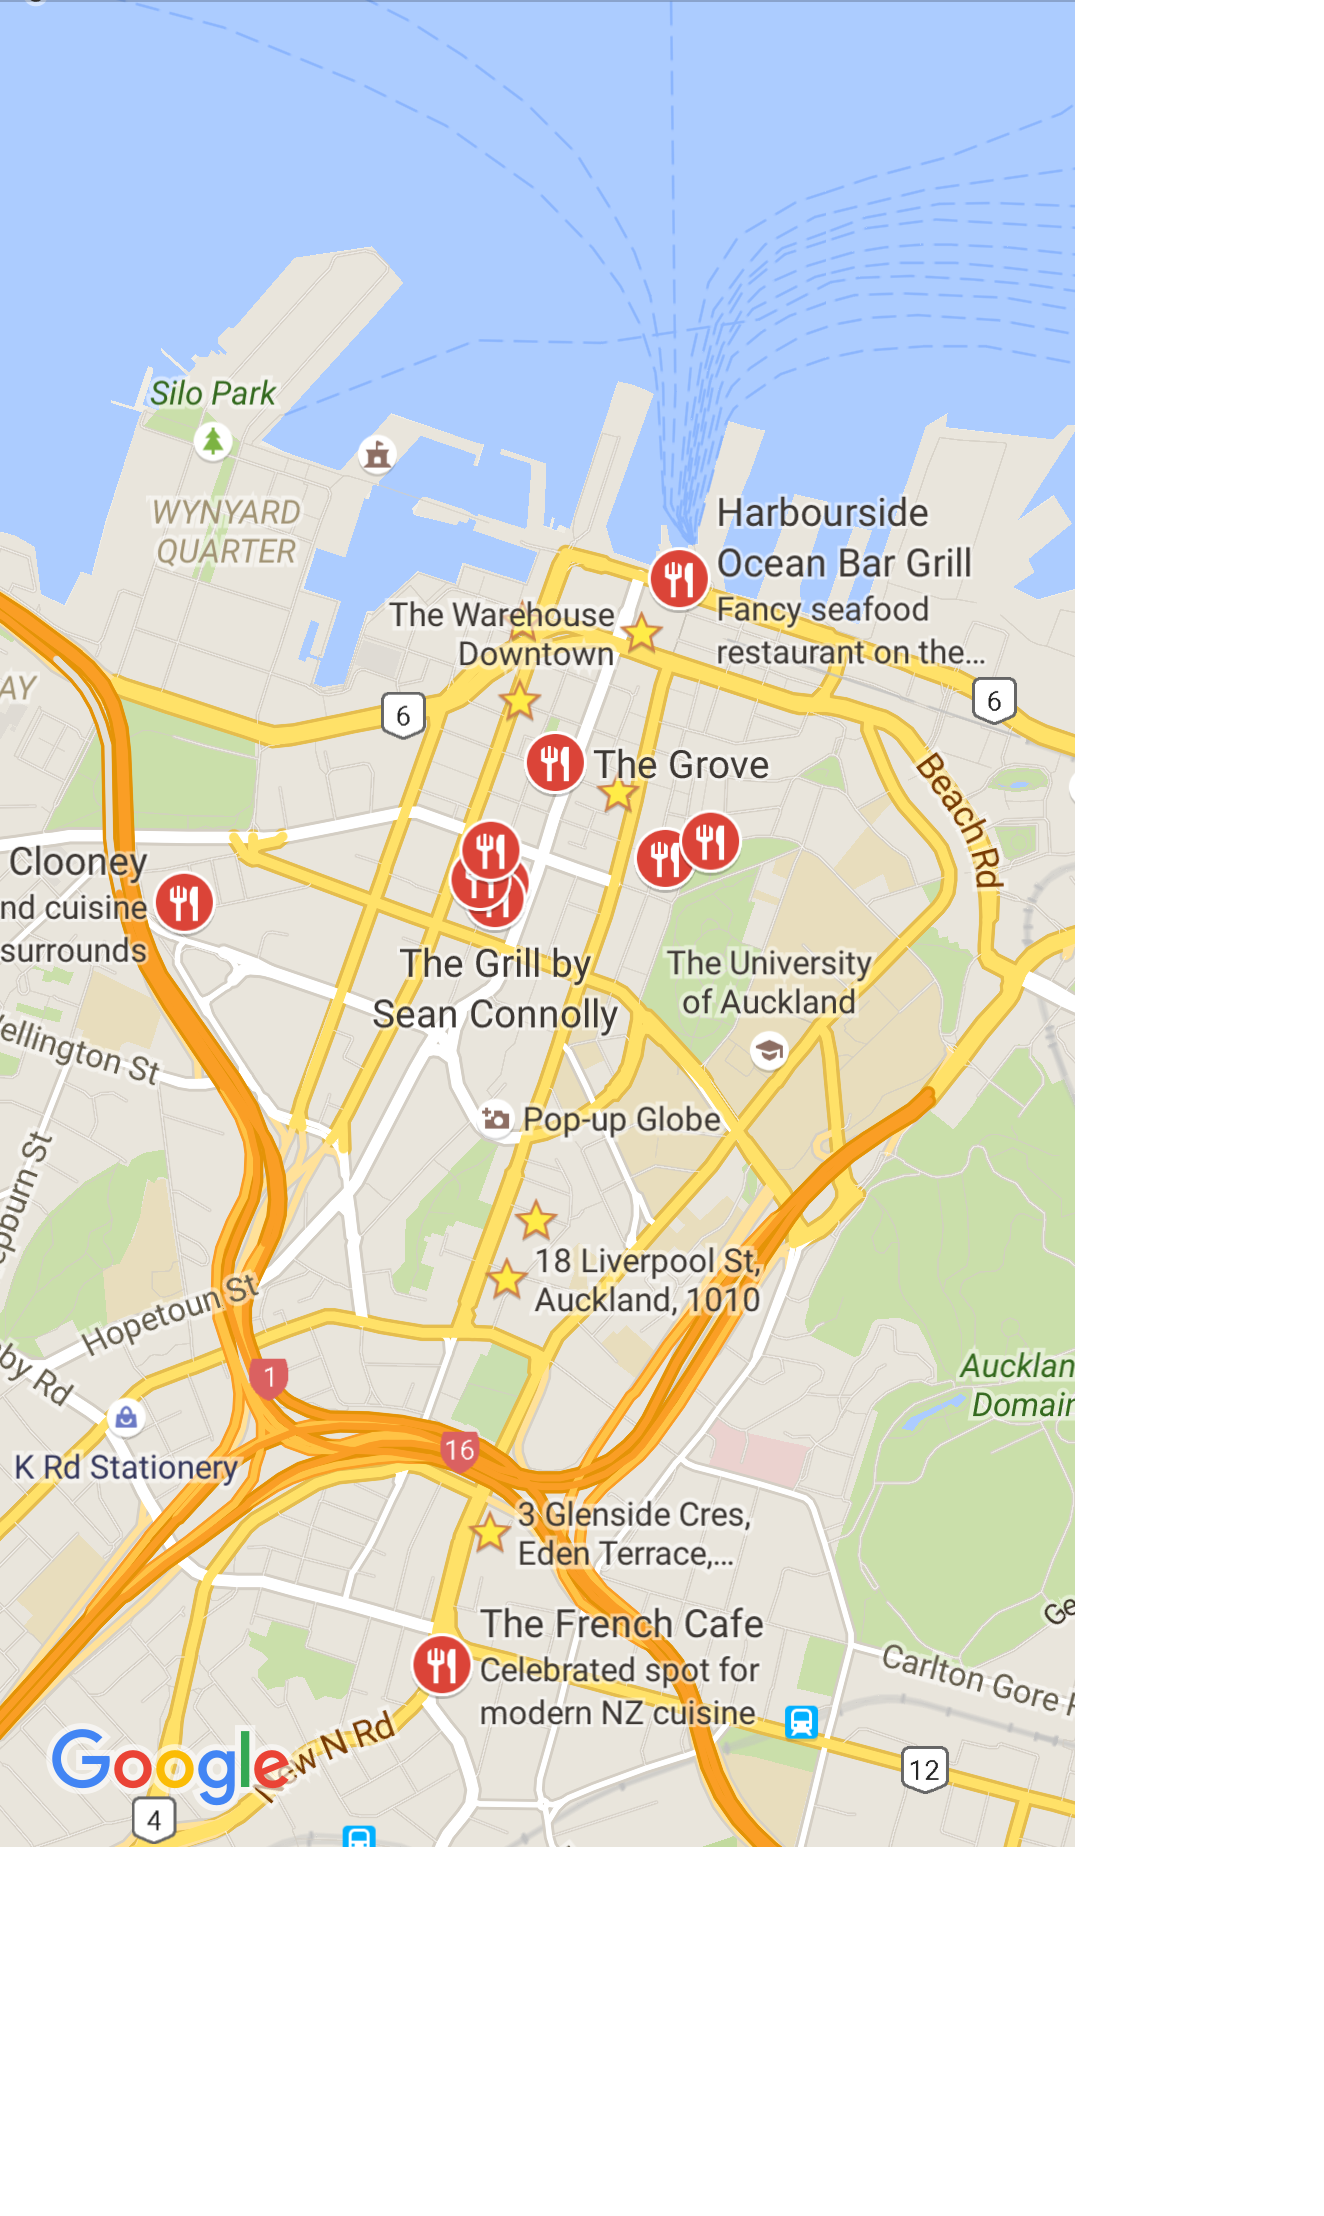 Silo Park
WYNYARD
QUARTER
Harbourside
Ocean Bar Grill
Fancy seafood
restaurant on the...
The Warehouse
Downtown
AY
6
6
The Grove
Beach Rd
Clooney
nd cuisine
surrounds
The Grill by
Sean Connolly
The University
of Auckland
Wellington St
Pop-up Globe
epburn St
18 Liverpool St,
Auckland, 1010
Hopetoun St
by Rd
1
Aucklan
Domain
16
K Rd Stationery
3 Glenside Cres,
Eden Terrace,...
Ge
The French Cafe
Celebrated spot for
modern NZ cuisine
Carlton Gore R
New N Rd
Google
12
4